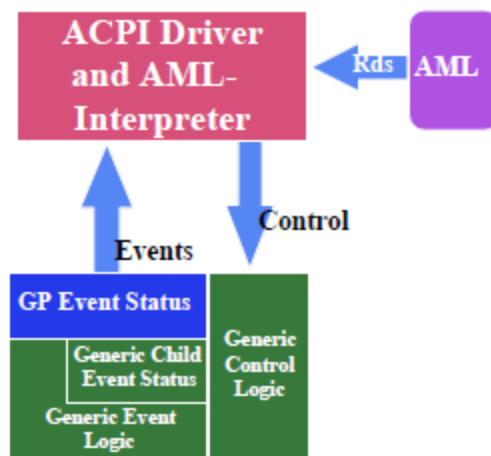 ACPI Driver
and AML-
Interpreter
Rds
AML
Control
Events
GP Event Status
Generic Child
Event Status
Generic Event
Logic
Generic
Control
Logic